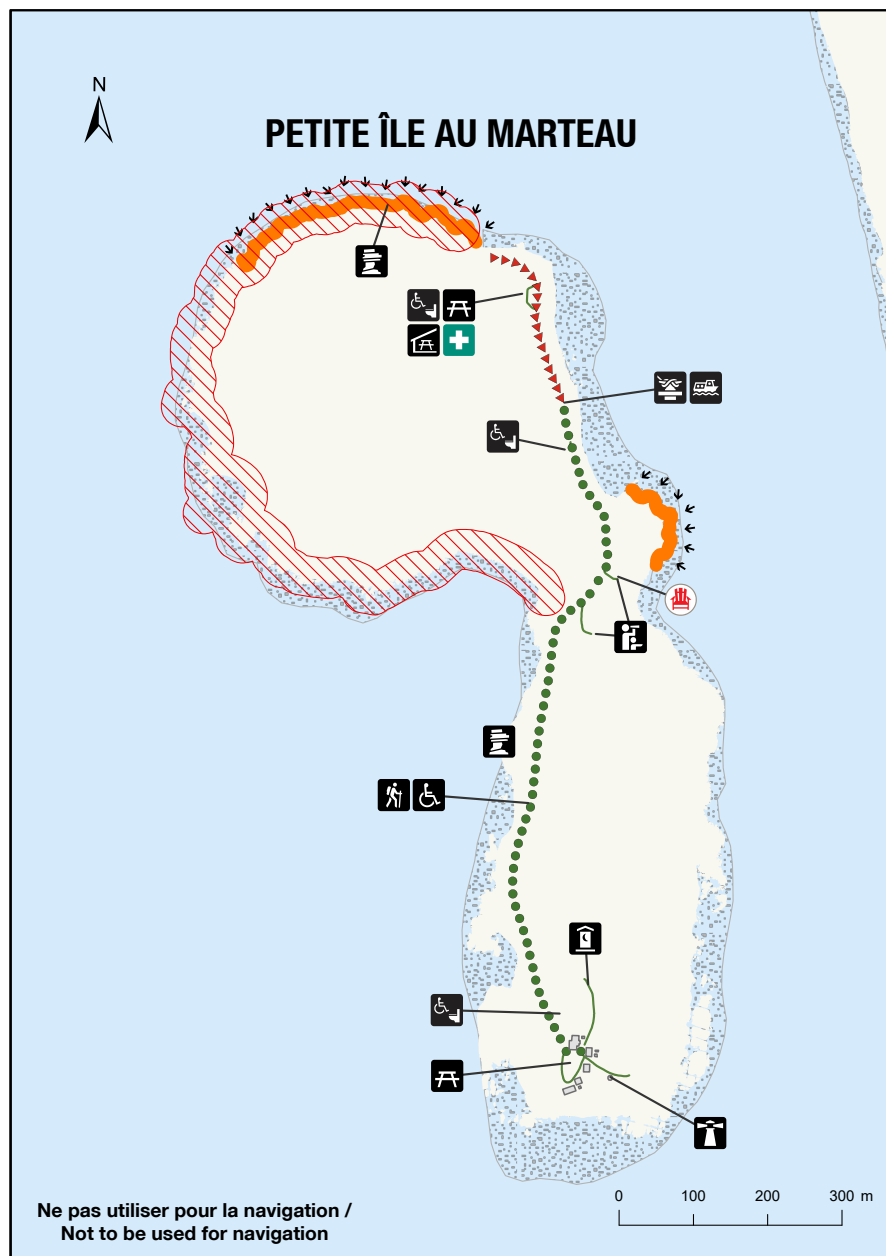 N
PETITE ÎLE AU MARTEAU
Ne pas utiliser pour la navigation /
Not to be used for navigation
0 100 200 300 m